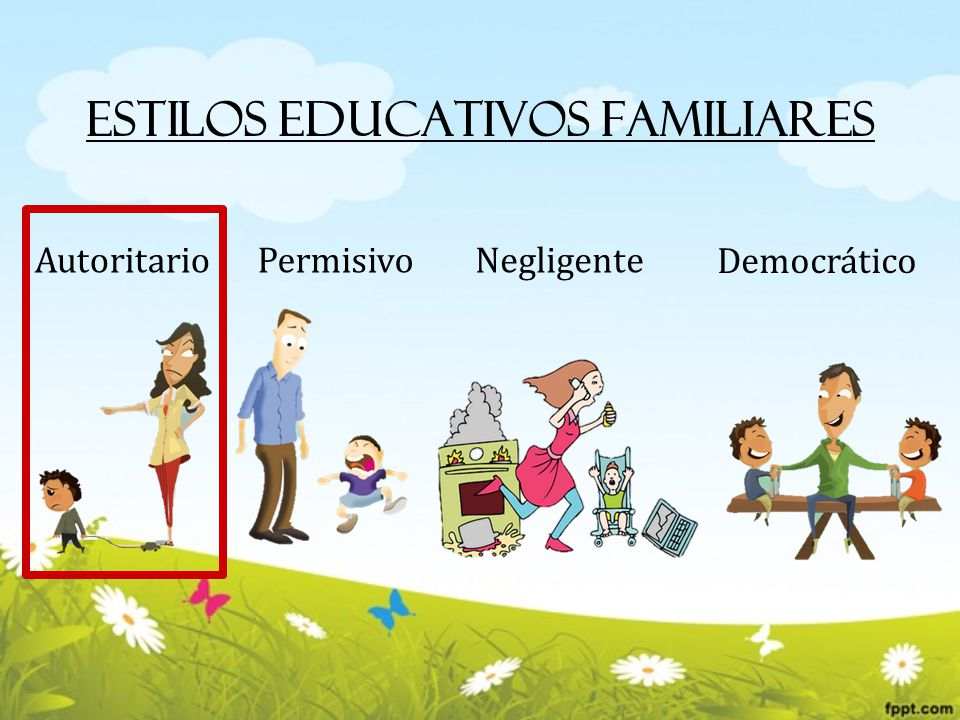 ESTILOS EDUCATIVOS FAMILIARES
Autoritario Permisivo Negligente Democrático
fppt.com